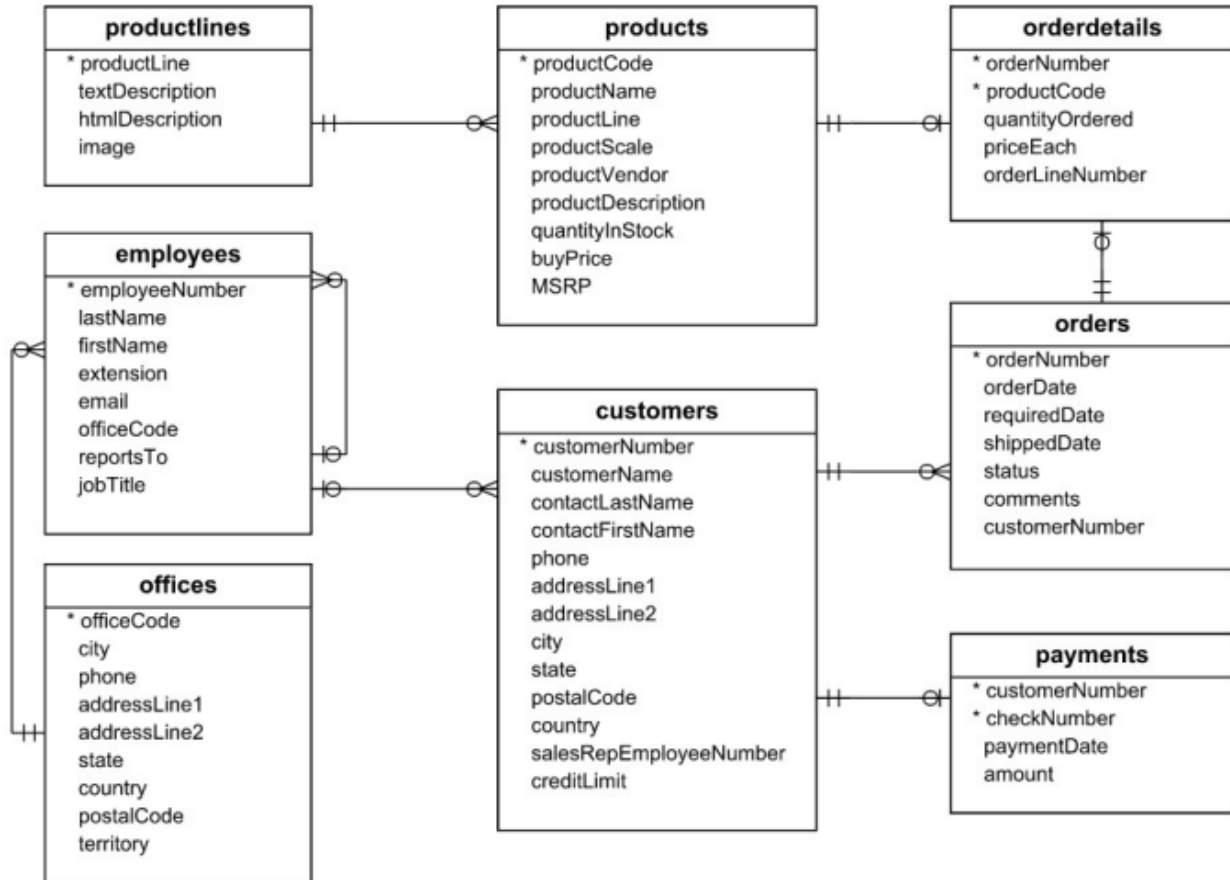 productlines
* productLine
textDescription
htmlDescription
image
products
* productCode
productName
productLine
productScale
productVendor
productDescription
quantityInStock
buyPrice
MSRP
orderdetails
* orderNumber
* productCode
quantityOrdered
priceEach
orderLineNumber
employees
* employeeNumber
lastName
firstName
extension
email
officeCode
reportsTo
jobTitle
customers
* customerNumber
customerName
contactLastName
contactFirstName
phone
addressLine1
addressLine2
city
state
postalCode
country
salesRepEmployeeNumber
creditLimit
orders
* orderNumber
orderDate
requiredDate
shippedDate
status
comments
customerNumber
offices
* officeCode
city
phone
addressLine1
addressLine2
state
country
postalCode
territory
payments
* customerNumber
* checkNumber
paymentDate
amount